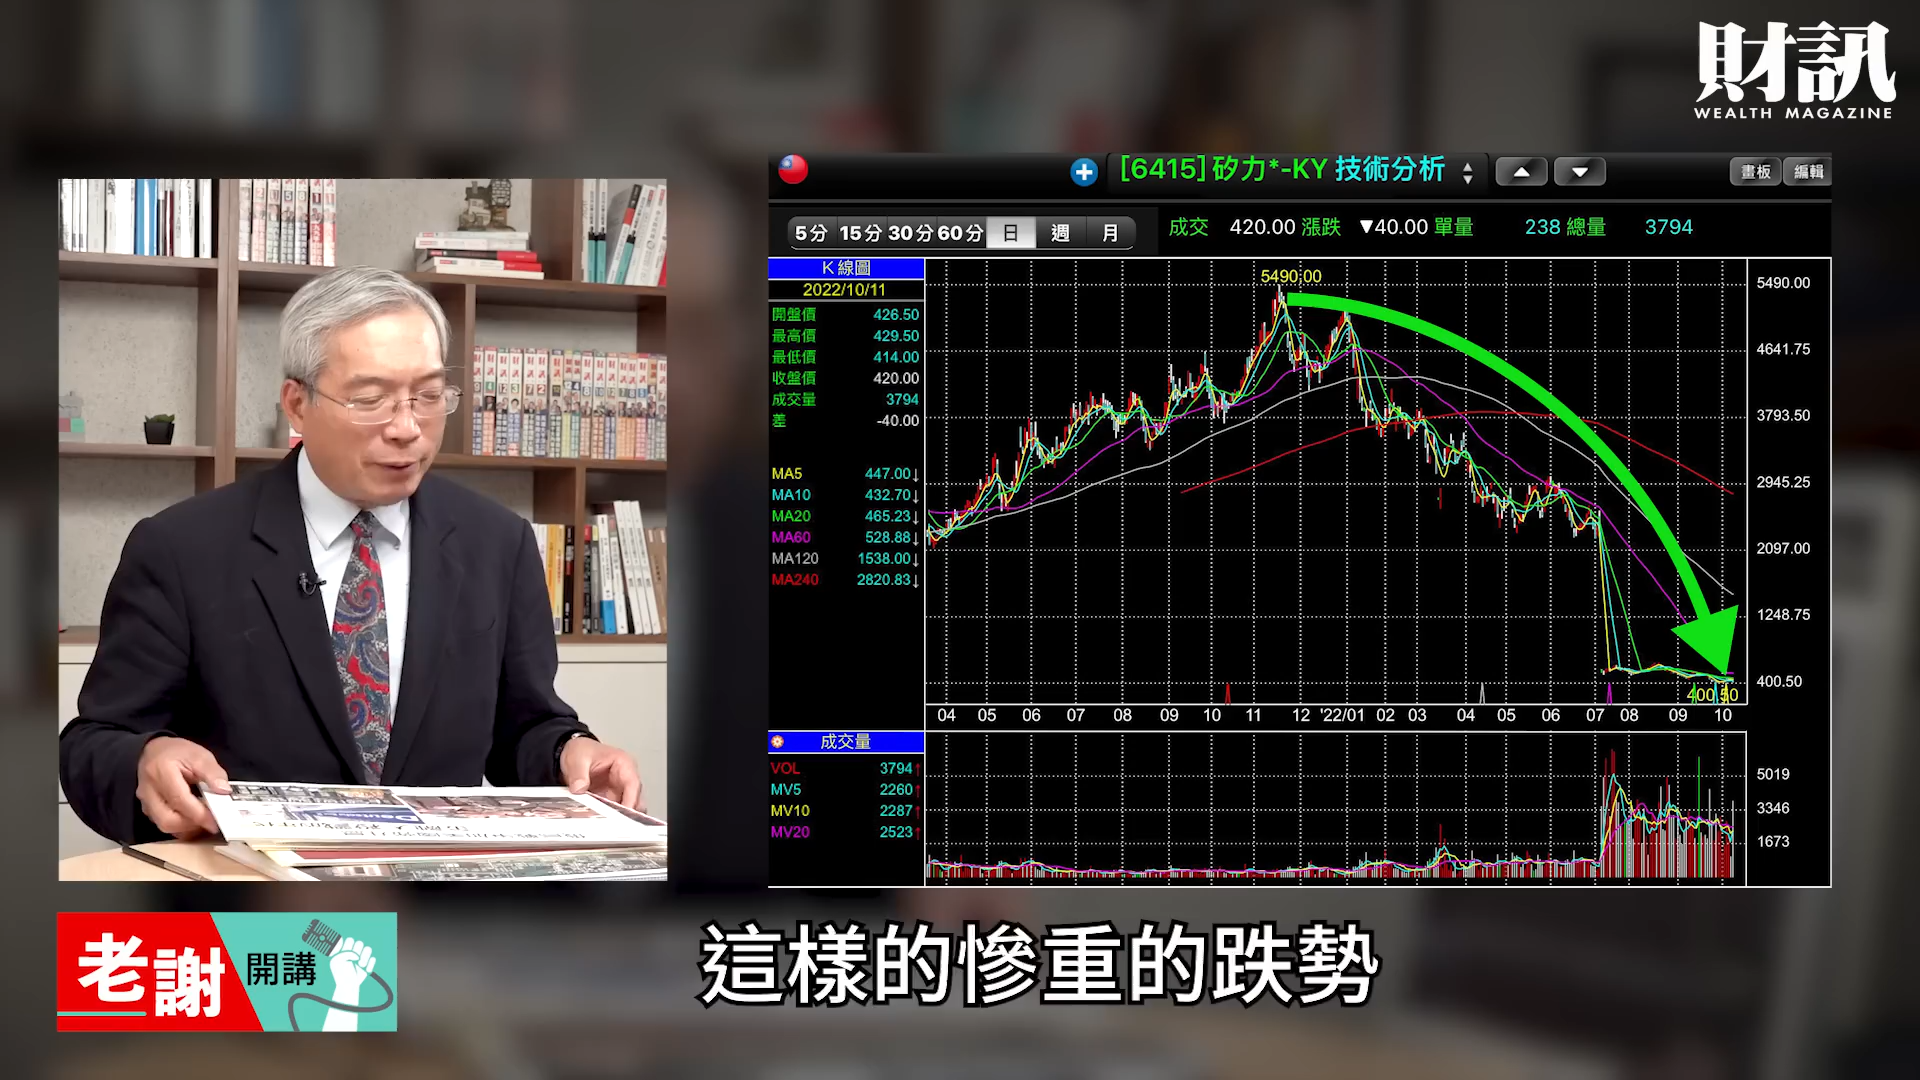 財訊
WEALTH MAGAZINE
[6415]矽力*-KY 技術分析
畫板 編輯
5分 15分 30分 60分 日 週 月
成交 420.00 漲跌 ▼40.00 單量 238 總量 3794
K線圖
2022/10/11
開盤價 426.50
最高價 429.50
最低價 414.00
收盤價 420.00
成交量 3794
差 -40.00
MA5 447.00↓
MA10 432.70↓
MA20 465.23↓
MA60 528.88↓
MA120 1538.00↓
MA240 2820.83↓
5490.00
5490.00
4641.75
3793.50
2945.25
2097.00
1248.75
400.50
400.50
04 05 06 07 08 09 10 11 12 '22/01 02 03 04 05 06 07 08 09 10
成交量
VOL 3794↑
MV5 2260↑
MV10 2287↑
MV20 2523↑
5019
3346
1673
老謝
開講
這樣的慘重的跌勢